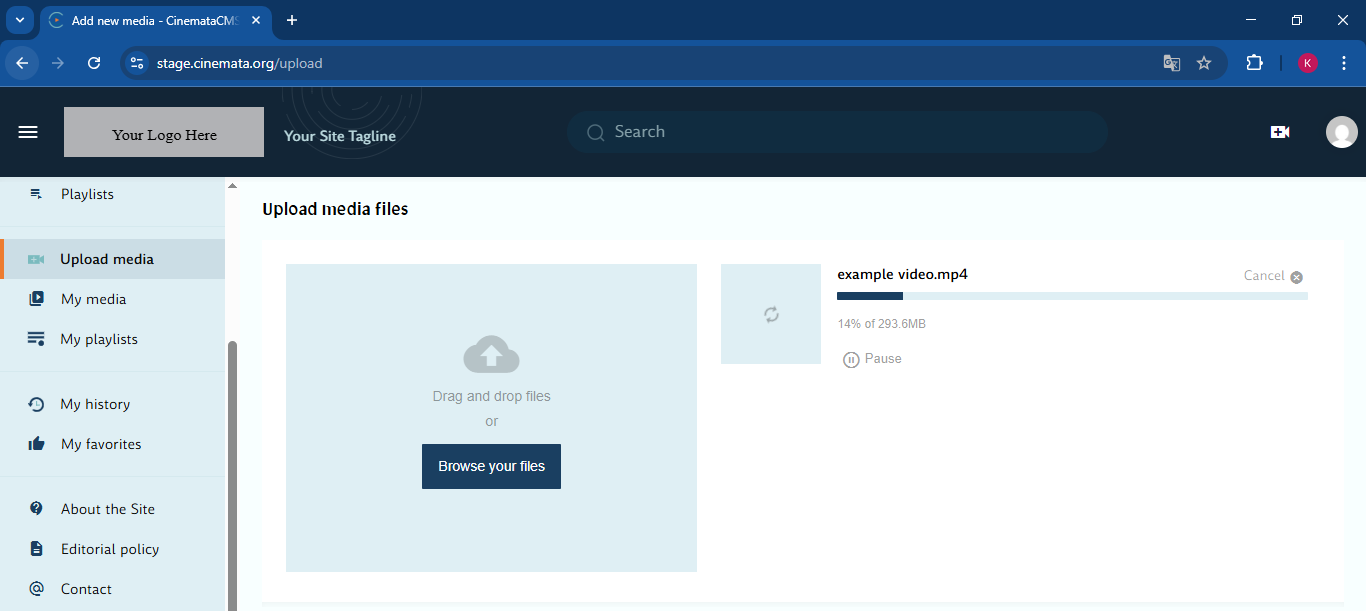 Add new media - CinemataCMS
stage.cinemata.org/upload
K
Your Logo Here
Your Site Tagline
Search
Playlists
Upload media
My media
My playlists
My history
My favorites
About the Site
Editorial policy
Contact
Upload media files
Drag and drop files
or
Browse your files
example video.mp4
Cancel
14% of 293.6MB
Pause